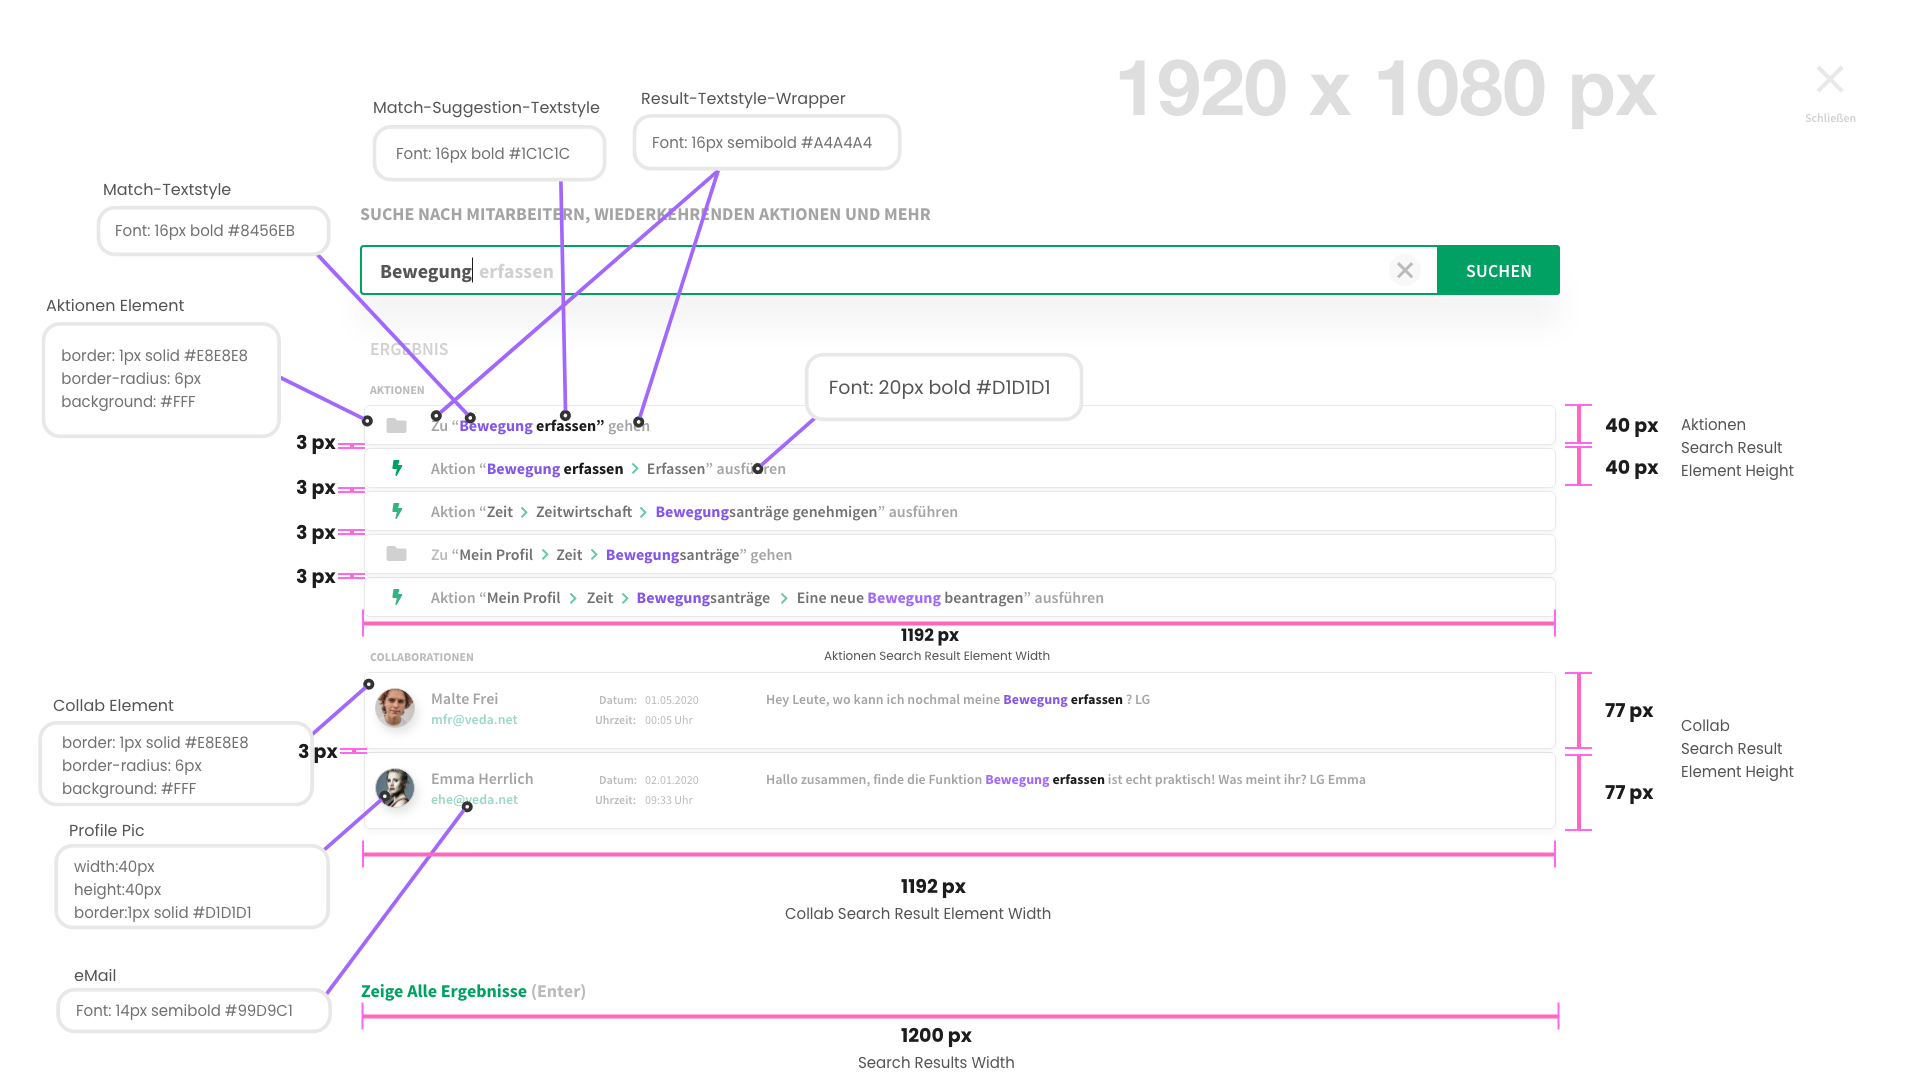 1920 x 1080 px
Schließen
Match-Suggestion-Textstyle
Font: 16px bold #1C1C1C
Result-Textstyle-Wrapper
Font: 16px semibold #A4A4A4
Match-Textstyle
Font: 16px bold #8456EB
SUCHE NACH MITARBEITERN, WIEDERKEHRENDEN AKTIONEN UND MEHR
Bewegung erfassen
SUCHEN
Aktionen Element
border: 1px solid #E8E8E8
border-radius: 6px
background: #FFF
ERGEBNIS
AKTIONEN
Font: 20px bold #D1D1D1
Zu “Bewegung erfassen” gehen
Aktion “Bewegung erfassen > Erfassen” ausführen
Aktion “Zeit > Zeitwirtschaft > Bewegungsanträge genehmigen” ausführen
Zu “Mein Profil > Zeit > Bewegungsanträge” gehen
Aktion “Mein Profil > Zeit > Bewegungsanträge > Eine neue Bewegung beantragen” ausführen
3 px
3 px
3 px
3 px
40 px
40 px
Aktionen
Search Result
Element Height
1192 px
Aktionen Search Result Element Width
COLLABORATIONEN
Malte Frei
mfr@veda.net
Datum: 01.05.2020
Uhrzeit: 00:05 Uhr
Hey Leute, wo kann ich nochmal meine Bewegung erfassen ? LG
Emma Herrlich
ehe@veda.net
Datum: 02.01.2020
Uhrzeit: 09:33 Uhr
Hallo zusammen, finde die Funktion Bewegung erfassen ist echt praktisch! Was meint ihr? LG Emma
77 px
77 px
Collab
Search Result
Element Height
Collab Element
border: 1px solid #E8E8E8
border-radius: 6px
background: #FFF
3 px
Profile Pic
width:40px
height:40px
border:1px solid #D1D1D1
1192 px
Collab Search Result Element Width
eMail
Font: 14px semibold #99D9C1
Zeige Alle Ergebnisse (Enter)
1200 px
Search Results Width